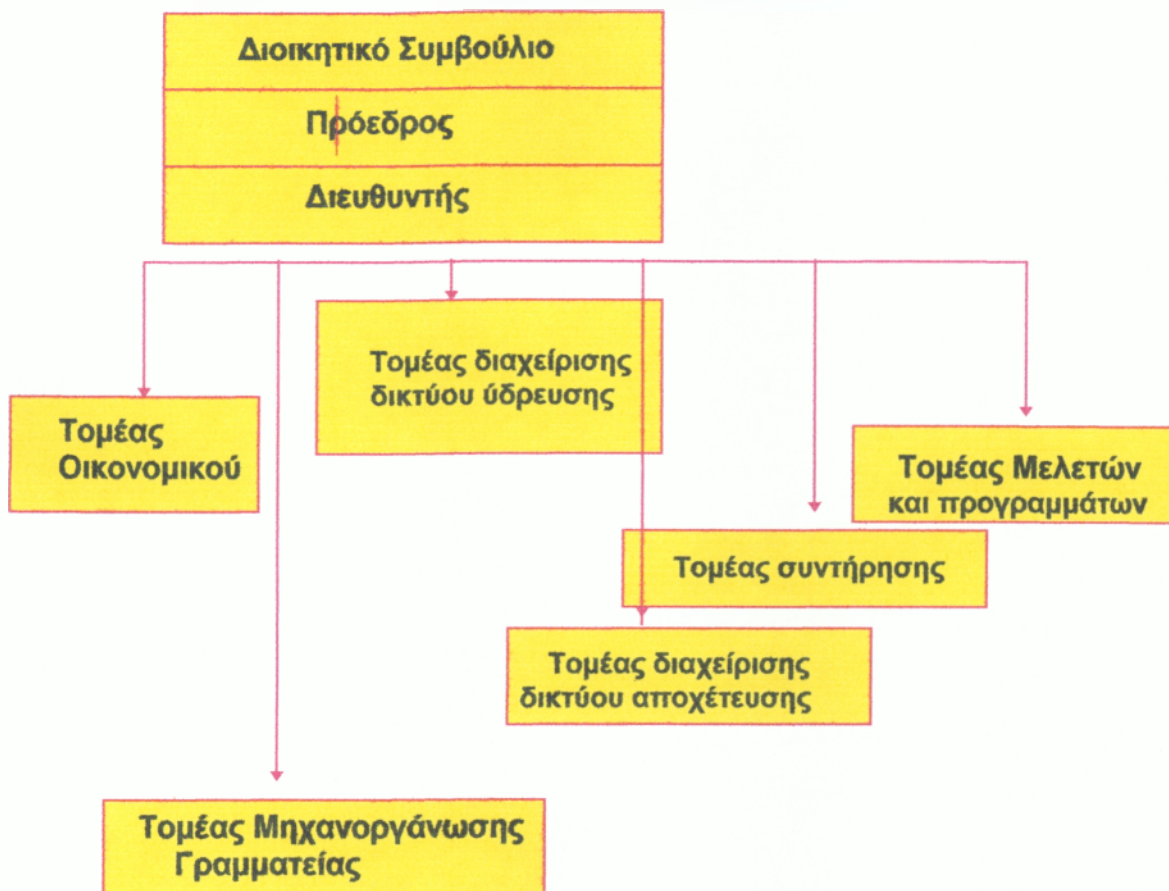 Διοικητικό Συμβούλιο
Πρόεδρος
Διευθυντής
Τομέας διαχείρισης
δικτύου ύδρευσης
Τομέας
Οικονομικού
Τομέας Μελετών
και προγραμμάτων
Τομέας συντήρησης
Τομέας διαχείρισης
δικτύου αποχέτευσης
Τομέας Μηχανοργάνωσης
Γραμματείας